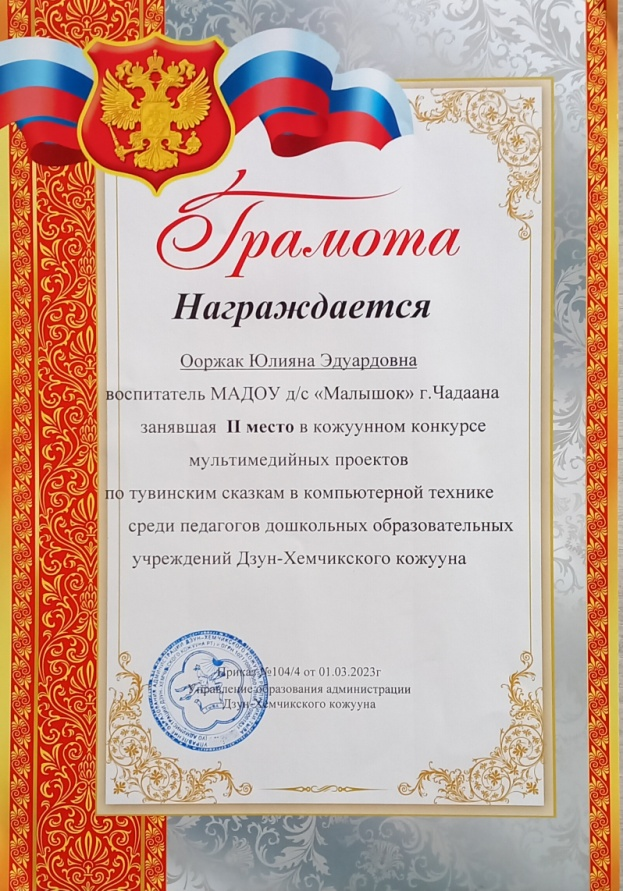 Грамота
Награждается
Ооржак Юлияна Эдуардовна
воспитатель МАДОУ д/с «Малышок» г.Чадаана
занявшая II место в кожуунном конкурсе
мультимедийных проектов
по тувинским сказкам в компьютерной технике
среди педагогов дошкольных образовательных
учреждений Дзун-Хемчикского кожууна
Приказ №104/4 от 01.03.2023г
Управление образования администрации
Дзун-Хемчикского кожууна